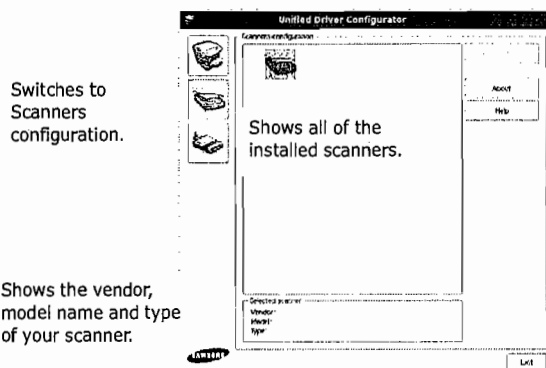 Unified Driver Configurator
Scanners configuration
Switches to
Scanners
configuration.
About
Help
Shows all of the
installed scanners.
Shows the vendor,
model name and type
of your scanner.
Selected scanner
Vendor:
Model:
Type:
SAMSUNG
Exit